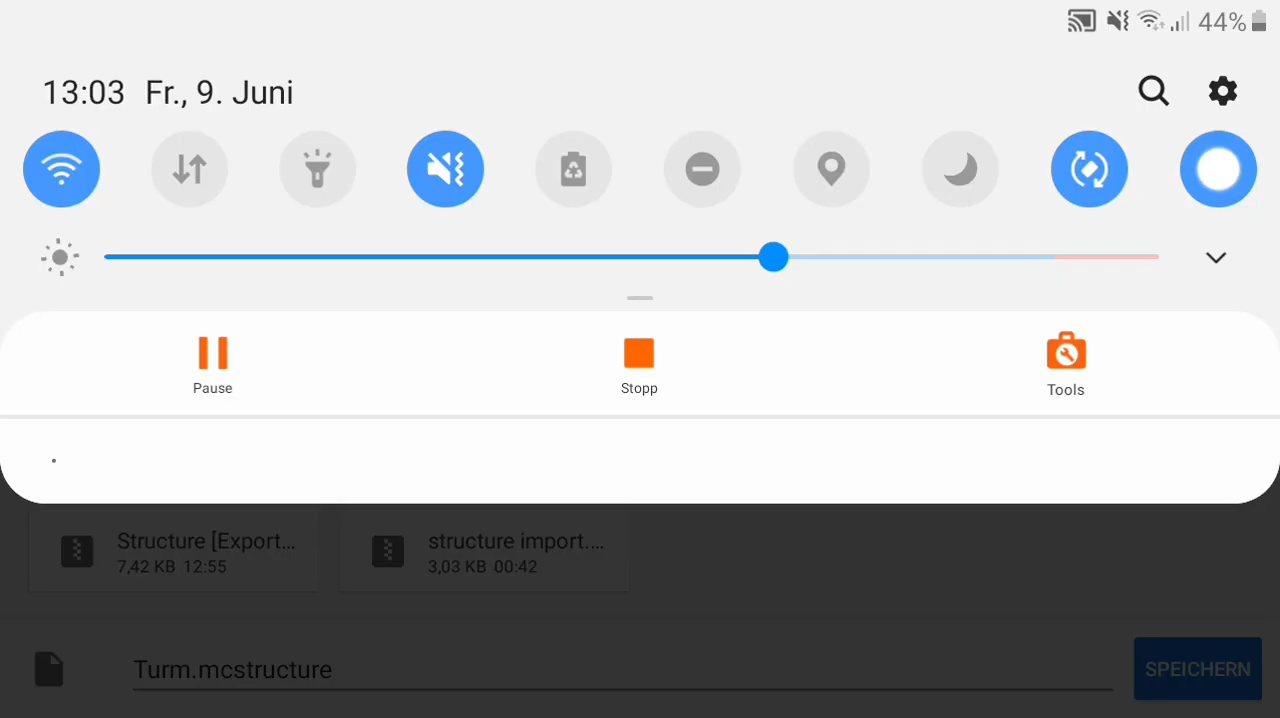 44%
13:03 Fr., 9. Juni
Pause
Stopp
Tools
.
Structure [Export...
7,42 KB 12:55
structure import....
3,03 KB 00:42
Turm.mcstructure
SPEICHERN